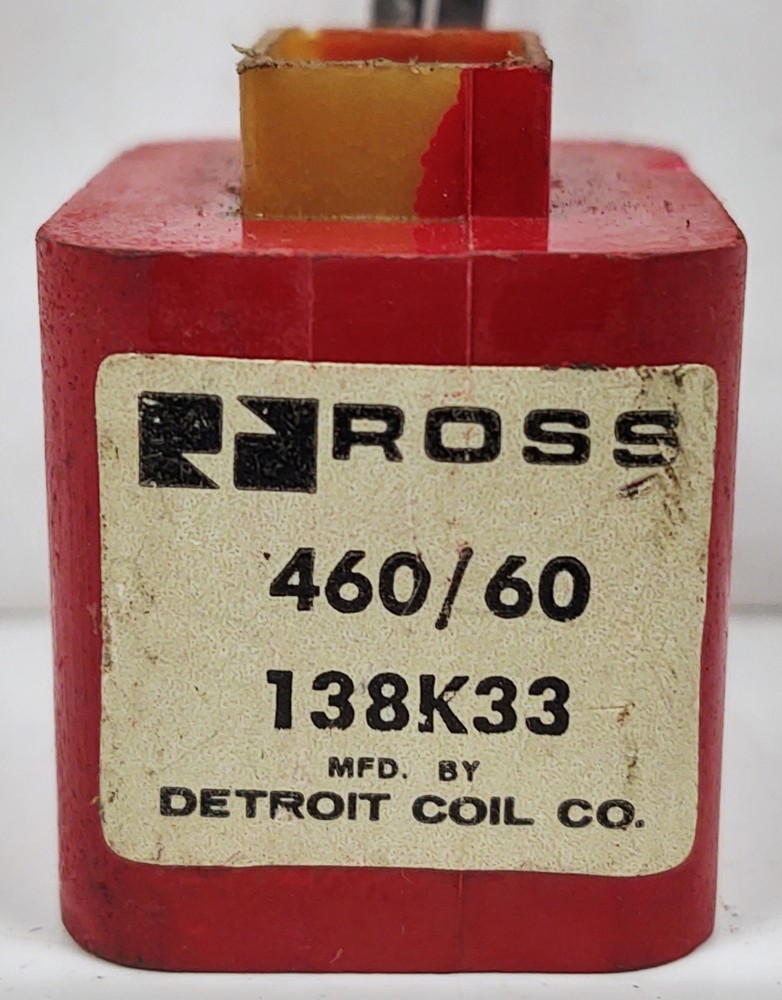 ROSS
460/60
138K33
MFD. BY
DETROIT COIL CO.